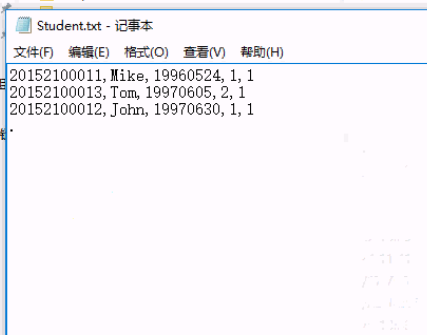 Student.txt - 记事本
文件(F) 编辑(E) 格式(O) 查看(V) 帮助(H)
20152100011,Mike,19960524,1,1
20152100013,Tom,19970605,2,1
20152100012,John,19970630,1,1
.